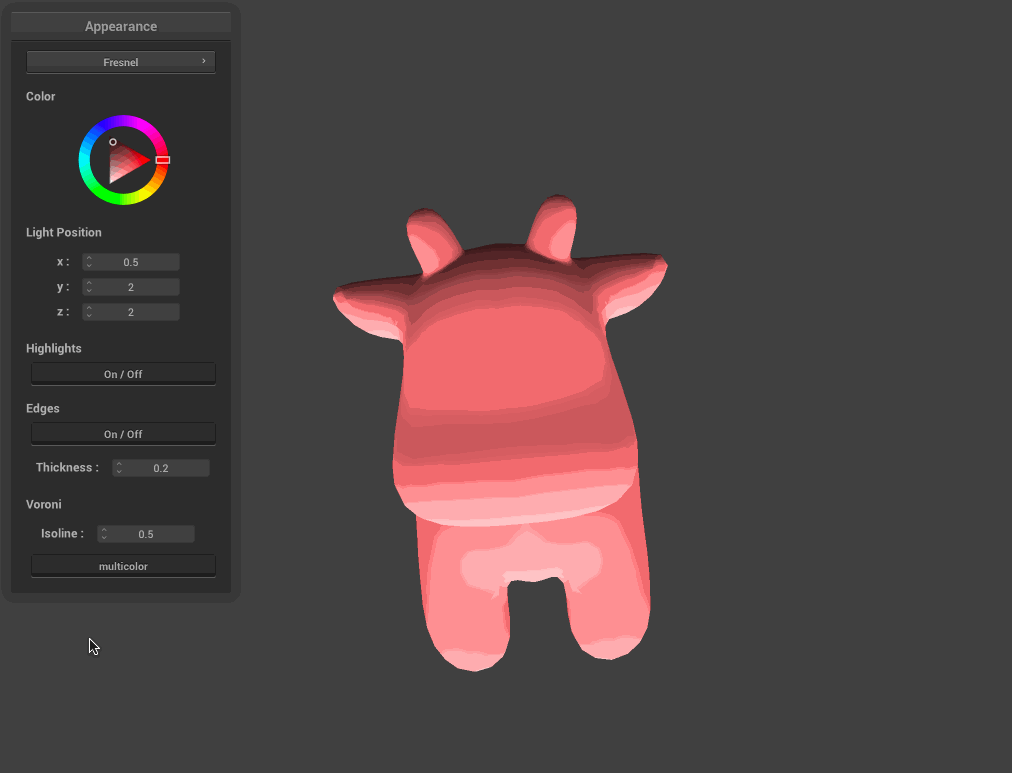 Appearance
Fresnel ›
Color
Light Position
x : 0.5
y : 2
z : 2
Highlights
On / Off
Edges
On / Off
Thickness : 0.2
Voroni
Isoline : 0.5
multicolor